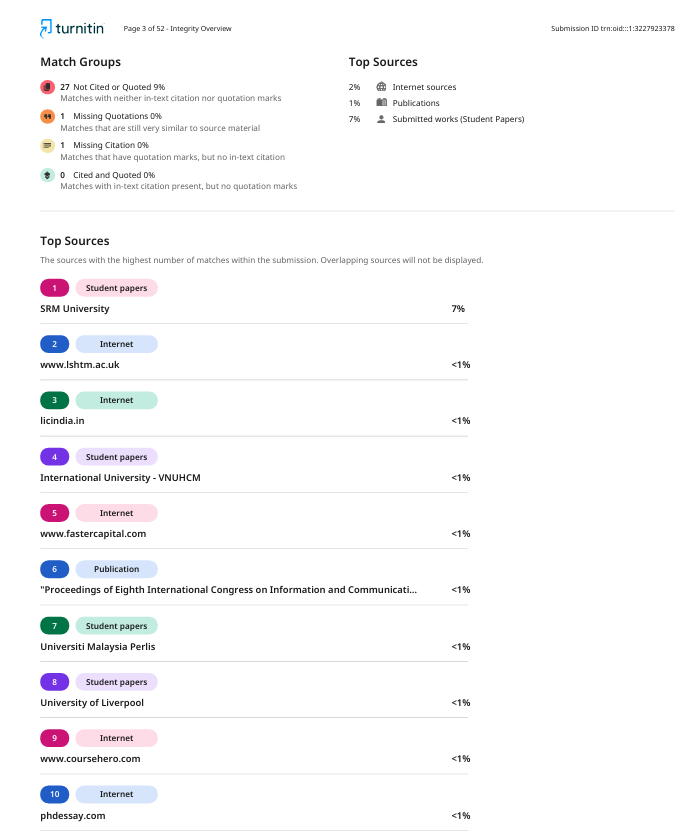 turnitin Page 3 of 52 - Integrity Overview Submission ID trn:oid:::1:3227923378
Match Groups
27 Not Cited or Quoted 9%
Matches with neither in-text citation nor quotation marks
1 Missing Quotations 0%
Matches that are still very similar to source material
1 Missing Citation 0%
Matches that have quotation marks, but no in-text citation
0 Cited and Quoted 0%
Matches with in-text citation present, but no quotation marks
Top Sources
2% Internet sources
1% Publications
7% Submitted works (Student Papers)
Top Sources
The sources with the highest number of matches within the submission. Overlapping sources will not be displayed.
1 Student papers
SRM University 7%
2 Internet
www.lshtm.ac.uk <1%
3 Internet
licindia.in <1%
4 Student papers
International University - VNUHCM <1%
5 Internet
www.fastercapital.com <1%
6 Publication
"Proceedings of Eighth International Congress on Information and Communicati... <1%
7 Student papers
Universiti Malaysia Perlis <1%
8 Student papers
University of Liverpool <1%
9 Internet
www.coursehero.com <1%
10 Internet
phdessay.com <1%